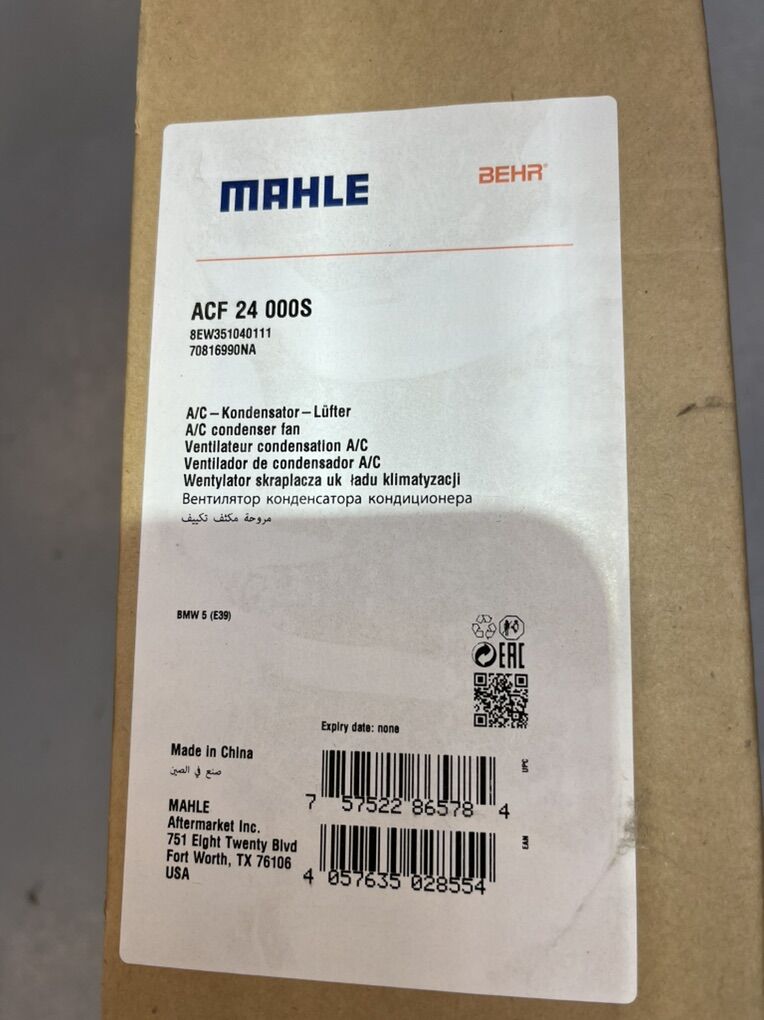 MAHLE
BEHR®
ACF 24 000S
8EW351040111
70816990NA
A/C – Kondensator – Lüfter
A/C condenser fan
Ventilateur condensation A/C
Ventilador de condensador A/C
Wentylator skraplacza uk ładu klimatyzacji
Вентилятор конденсатора кондиционера
مروحة مكثف تكييف
BMW 5 (E39)
EAC
Expiry date: none
Made in China
صنع في الصين
UPC
7 57522 86578 4
MAHLE
Aftermarket Inc.
751 Eight Twenty Blvd
Fort Worth, TX 76106
USA
EAN
4 057635 028554